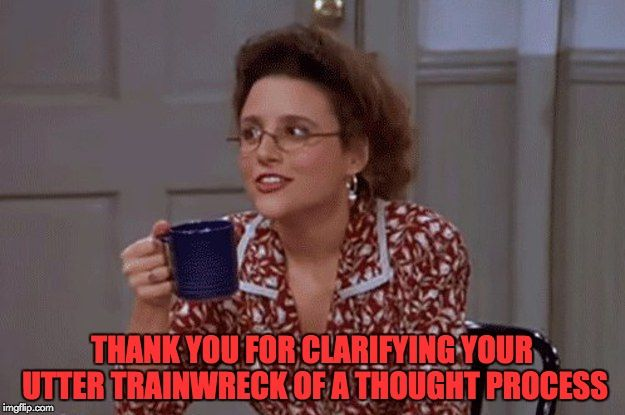 THANK YOU FOR CLARIFYING YOUR
UTTER TRAINWRECK OF A THOUGHT PROCESS
imgflip.com